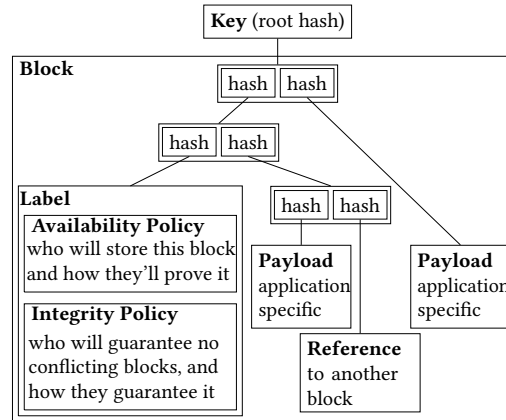 Key (root hash)
Block
hash hash
hash hash
hash hash
Label
Availability Policy
who will store this block
and how they'll prove it
Integrity Policy
who will guarantee no
conflicting blocks, and
how they guarantee it
Payload
application
specific
Reference
to another
block
Payload
application
specific